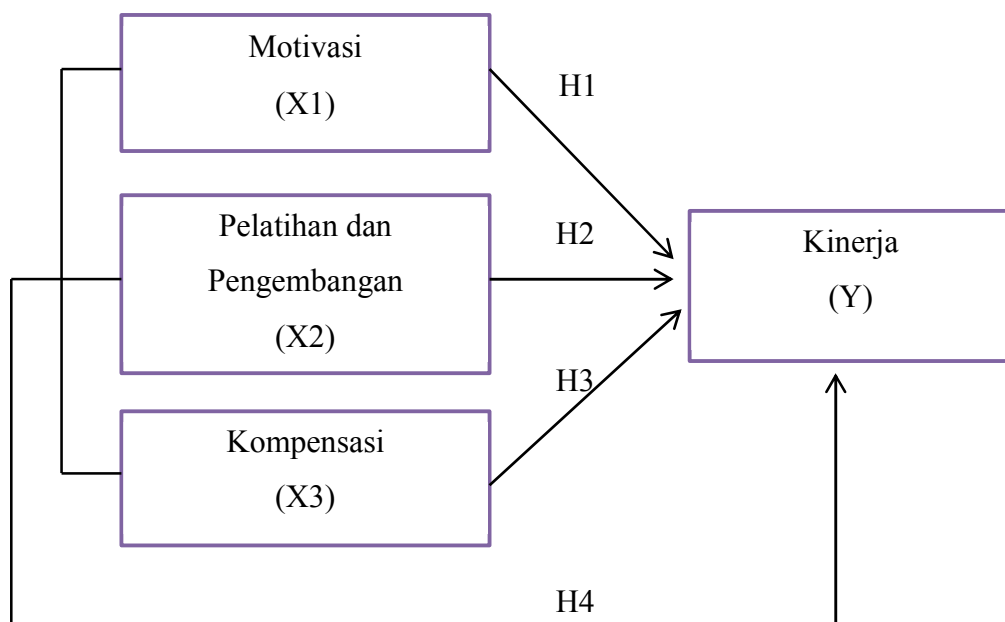 Motivasi
(X1)
H1
Pelatihan dan
Pengembangan
(X2)
H2
Kinerja
(Y)
H3
Kompensasi
(X3)
H4